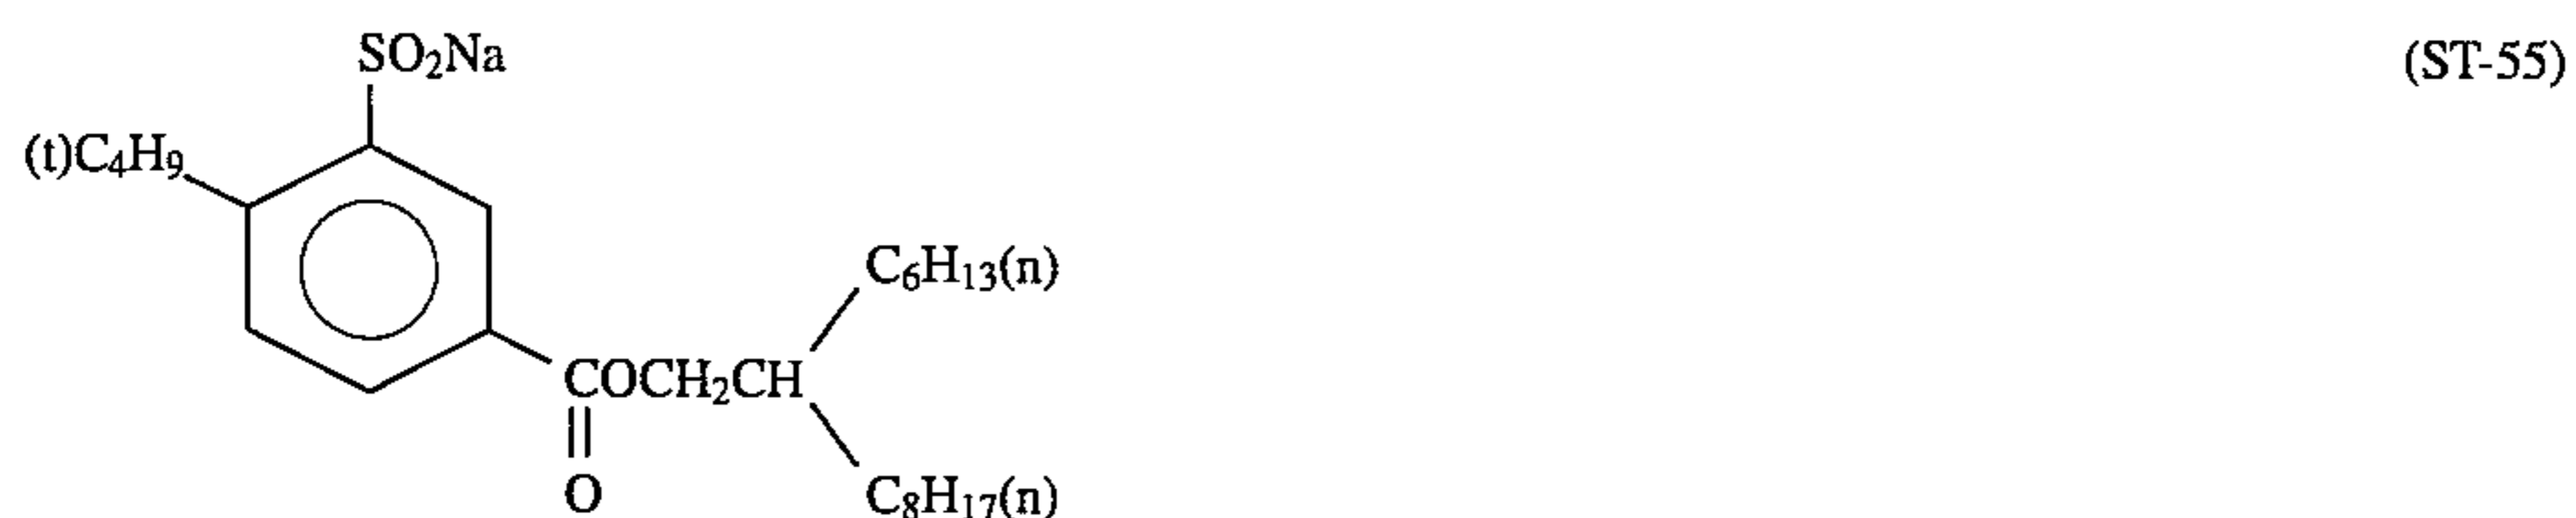 SO₂Na
(ST-55)
(t)C₄H₉
C₆H₁₃(n)
COCH₂CH
O
C₈H₁₇(n)